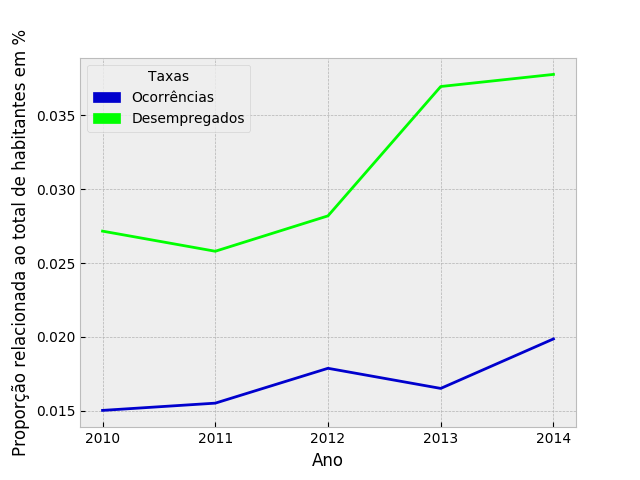 Proporção relacionada ao total de habitantes em %
Taxas
Ocorrências
Desempregados
0.035
0.030
0.025
0.020
0.015
2010 2011 2012 2013 2014
Ano